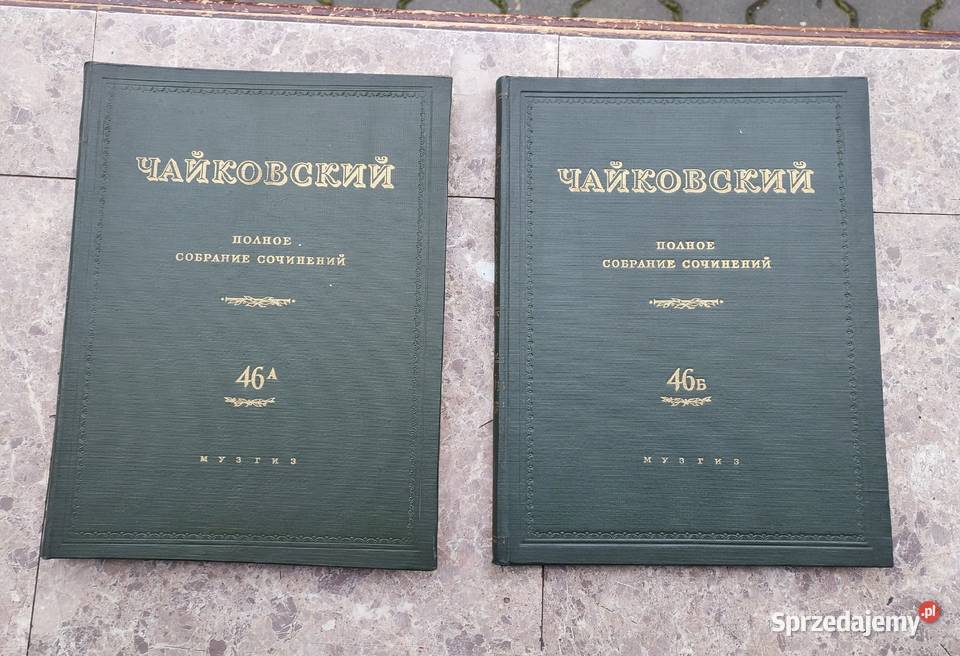 ЧАЙКОВСКИЙ
ПОЛНОЕ
СОБРАНИЕ СОЧИНЕНИЙ
46А
МУЗГИЗ
ЧАЙКОВСКИЙ
ПОЛНОЕ
СОБРАНИЕ СОЧИНЕНИЙ
46Б
МУЗГИЗ
Sprzedajemy.pl